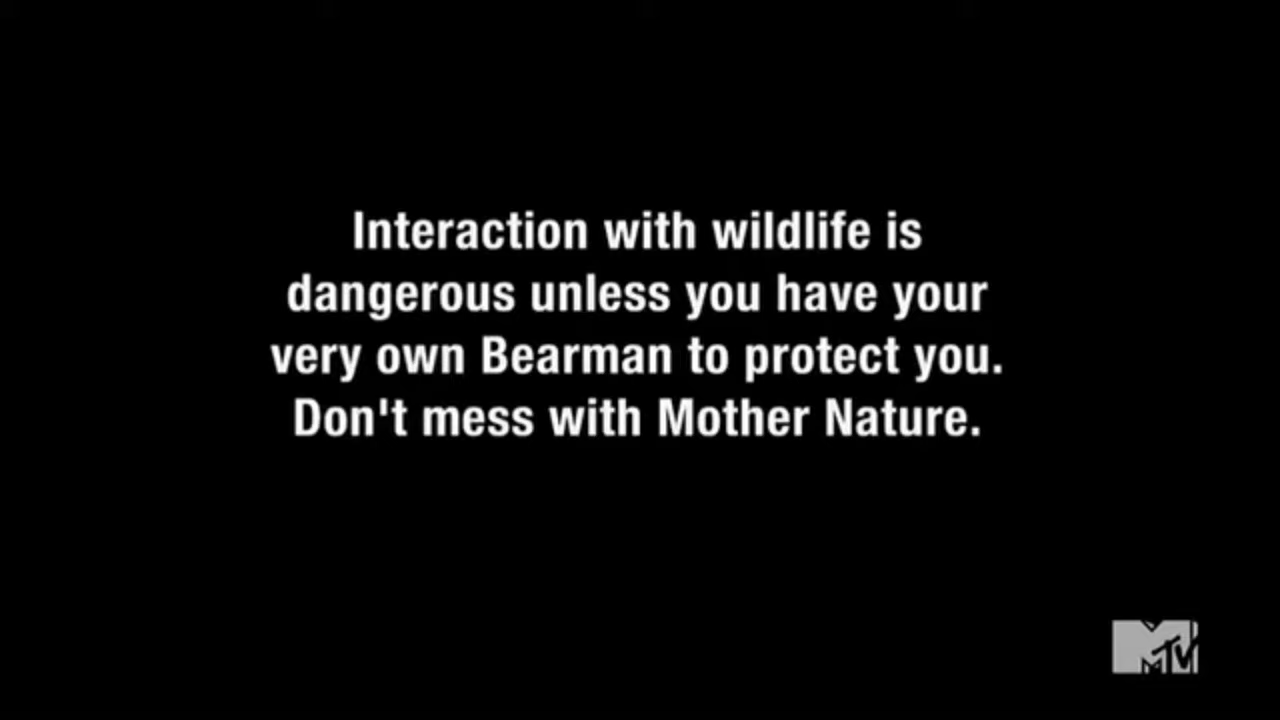 Interaction with wildlife is
dangerous unless you have your
very own Bearman to protect you.
Don't mess with Mother Nature.
MTV